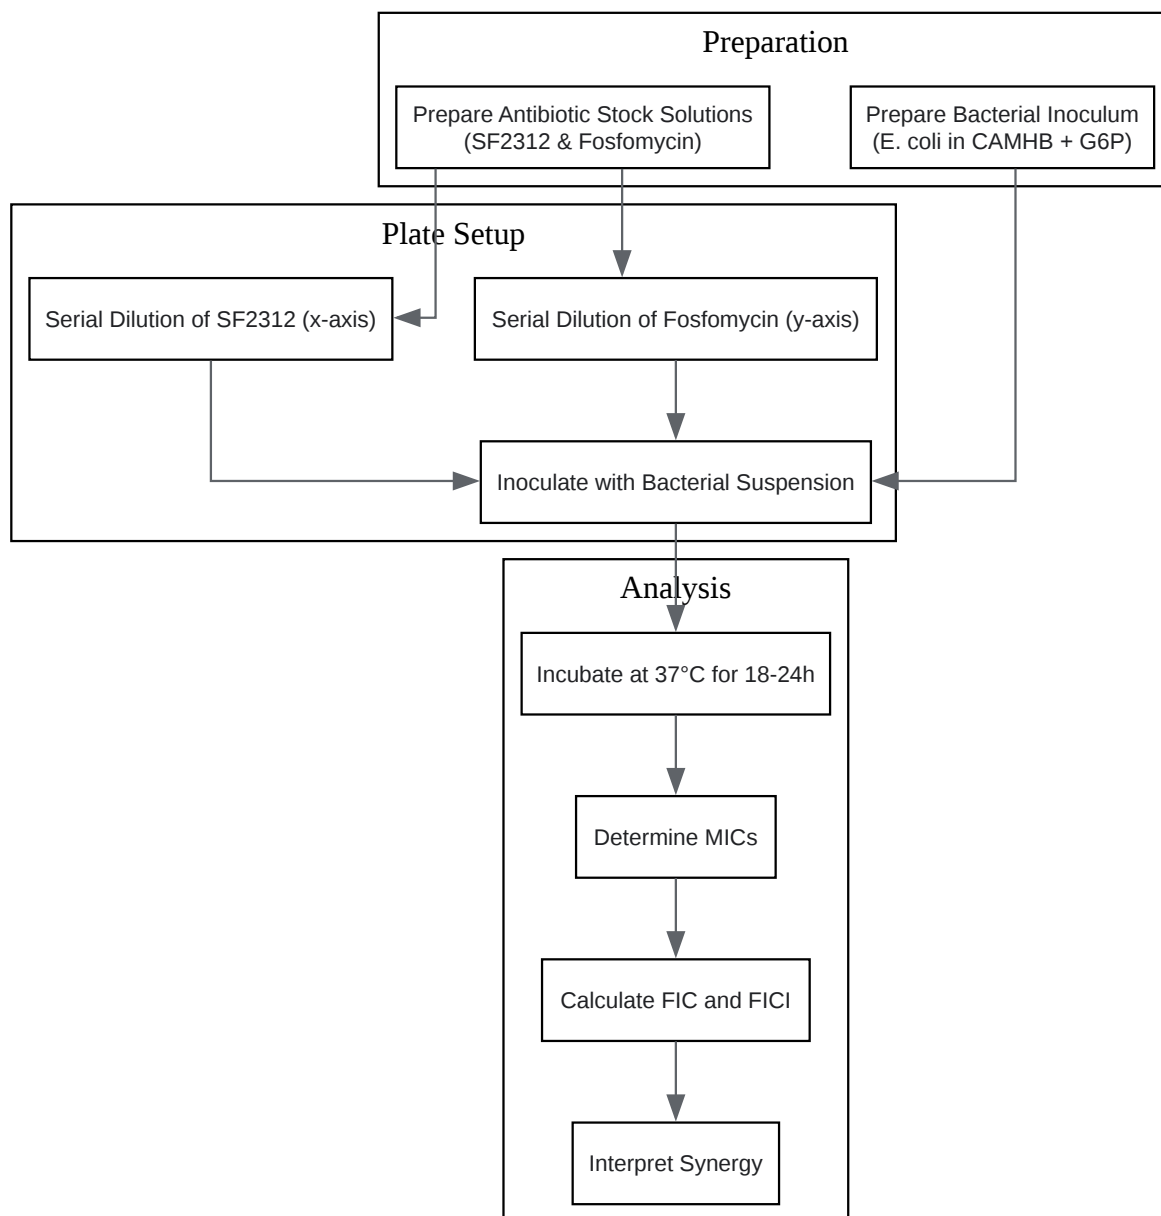 Preparation
Prepare Antibiotic Stock Solutions
(SF2312 & Fosfomycin)
Prepare Bacterial Inoculum
(E. coli in CAMHB + G6P)
Plate Setup
Serial Dilution of SF2312 (x-axis)
Serial Dilution of Fosfomycin (y-axis)
Inoculate with Bacterial Suspension
Analysis
Incubate at 37°C for 18-24h
Determine MICs
Calculate FIC and FICI
Interpret Synergy